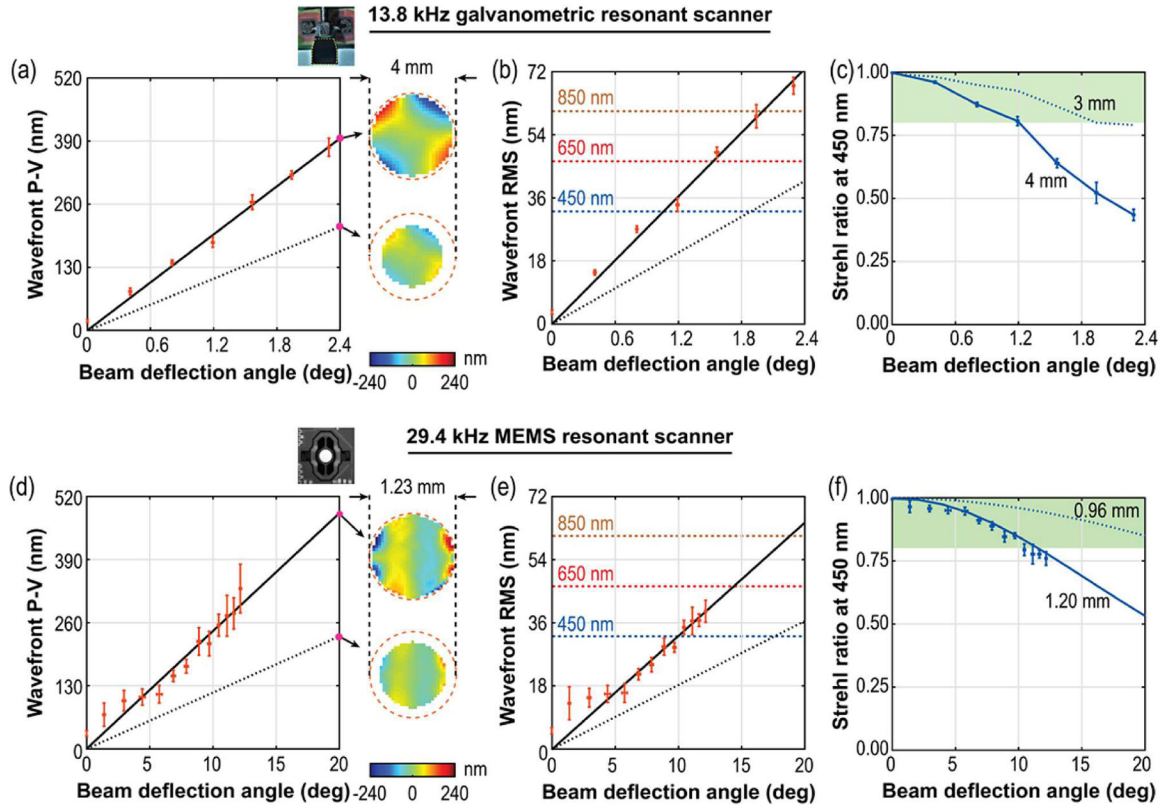 13.8 kHz galvanometric resonant scanner
(a)
Wavefront P-V (nm)
520
390
260
130
0
0 0.6 1.2 1.8 2.4
Beam deflection angle (deg)
4 mm
nm
-240 0 240
(b)
Wavefront RMS (nm)
72
54
36
18
0
850 nm
650 nm
450 nm
0 0.6 1.2 1.8 2.4
Beam deflection angle (deg)
(c)
Strehl ratio at 450 nm
1.00
0.75
0.50
0.25
0.00
3 mm
4 mm
0 0.6 1.2 1.8 2.4
Beam deflection angle (deg)
29.4 kHz MEMS resonant scanner
(d)
Wavefront P-V (nm)
520
390
260
130
0
0 5 10 15 20
Beam deflection angle (deg)
1.23 mm
nm
-240 0 240
(e)
Wavefront RMS (nm)
72
54
36
18
0
850 nm
650 nm
450 nm
0 5 10 15 20
Beam deflection angle (deg)
(f)
Strehl ratio at 450 nm
1.00
0.75
0.50
0.25
0.00
0.96 mm
1.20 mm
0 5 10 15 20
Beam deflection angle (deg)